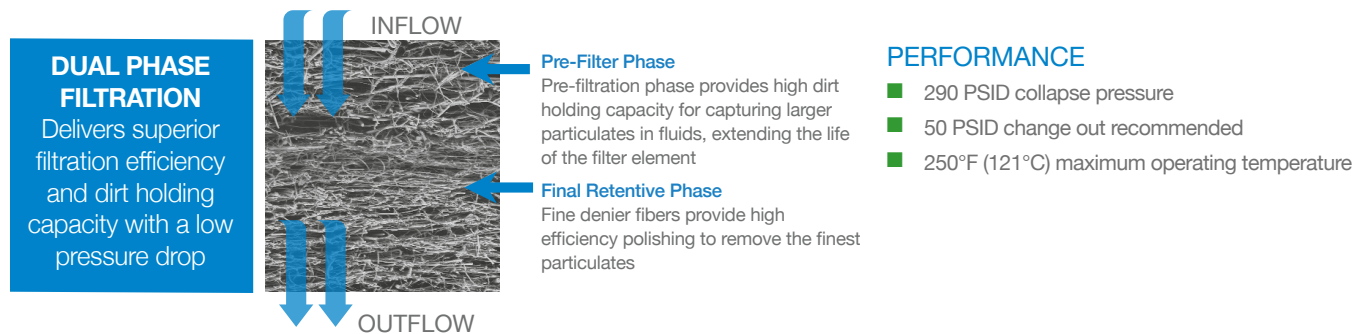 DUAL PHASE
FILTRATION
Delivers superior
filtration efficiency
and dirt holding
capacity with a low
pressure drop
INFLOW
OUTFLOW
Pre-Filter Phase
Pre-filtration phase provides high dirt
holding capacity for capturing larger
particulates in fluids, extending the life
of the filter element
Final Retentive Phase
Fine denier fibers provide high
efficiency polishing to remove the finest
particulates
PERFORMANCE
290 PSID collapse pressure
50 PSID change out recommended
250°F (121°C) maximum operating temperature